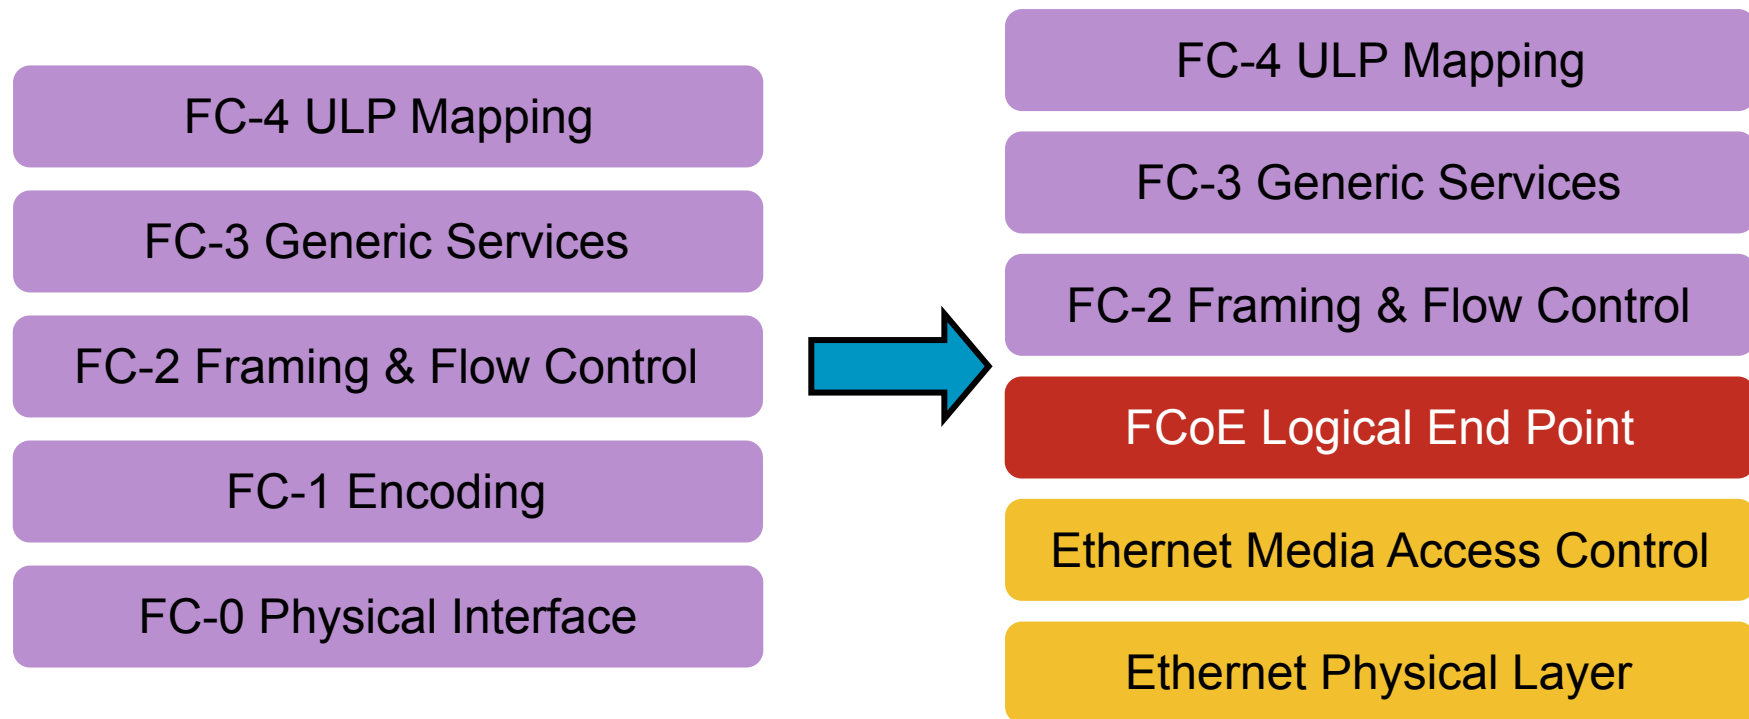 FC-4 ULP Mapping
FC-3 Generic Services
FC-2 Framing & Flow Control
FC-1 Encoding
FC-0 Physical Interface
FC-4 ULP Mapping
FC-3 Generic Services
FC-2 Framing & Flow Control
FCoE Logical End Point
Ethernet Media Access Control
Ethernet Physical Layer